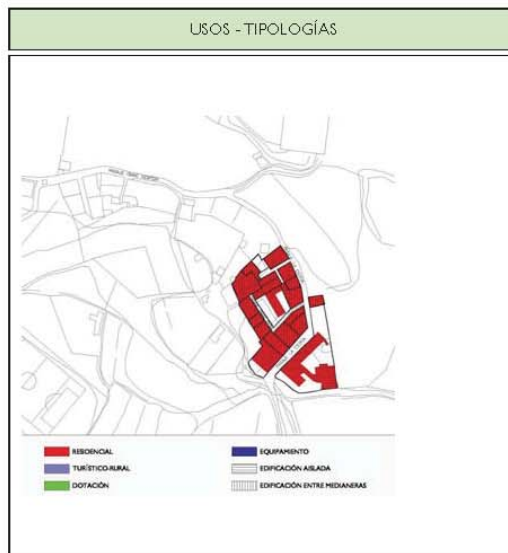 USOS - TIPOLOGÍAS
RESIDENCIAL
EQUIPAMIENTO
TURÍSTICO-RURAL
EDIFICACIÓN AISLADA
DOTACIÓN
EDIFICACIÓN ENTRE MEDIANERAS